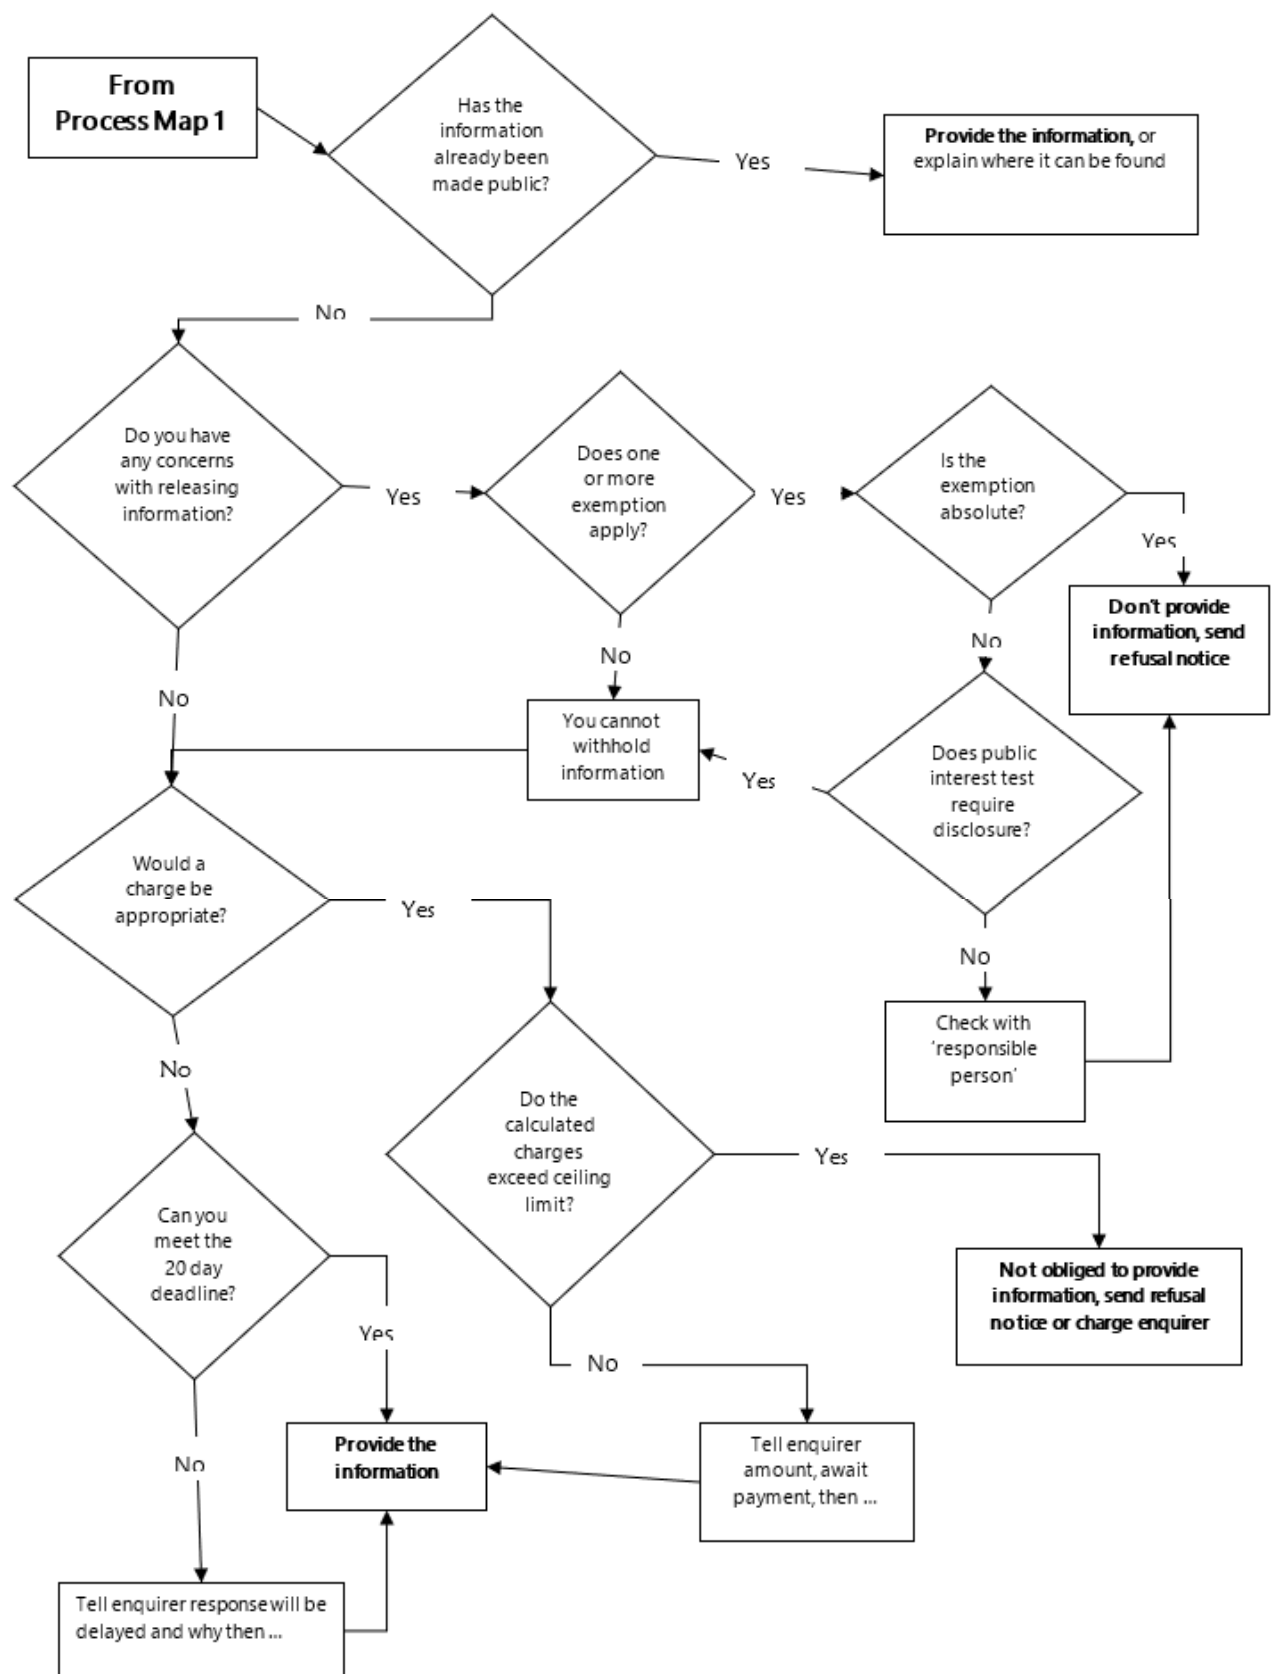 From
Process Map 1
Has the
information
already been
made public?
Yes
Provide the information, or
explain where it can be found
No
Do you have
any concerns
with releasing
information?
Yes
Does one
or more
exemption
apply?
Yes
Is the
exemption
absolute?
Yes
Don't provide
information, send
refusal notice
No
No
No
You cannot
withhold
information
Yes
Does public
interest test
require
disclosure?
Would a
charge be
appropriate?
Yes
No
Check with
‘responsible
person’
No
Do the
calculated
charges
exceed ceiling
limit?
Yes
Can you
meet the
20 day
deadline?
Not obliged to provide
information, send refusal
notice or charge enquirer
Yes
No
No
Provide the
information
Tell enquirer
amount, await
payment, then ...
Tell enquirer response will be
delayed and why then ...